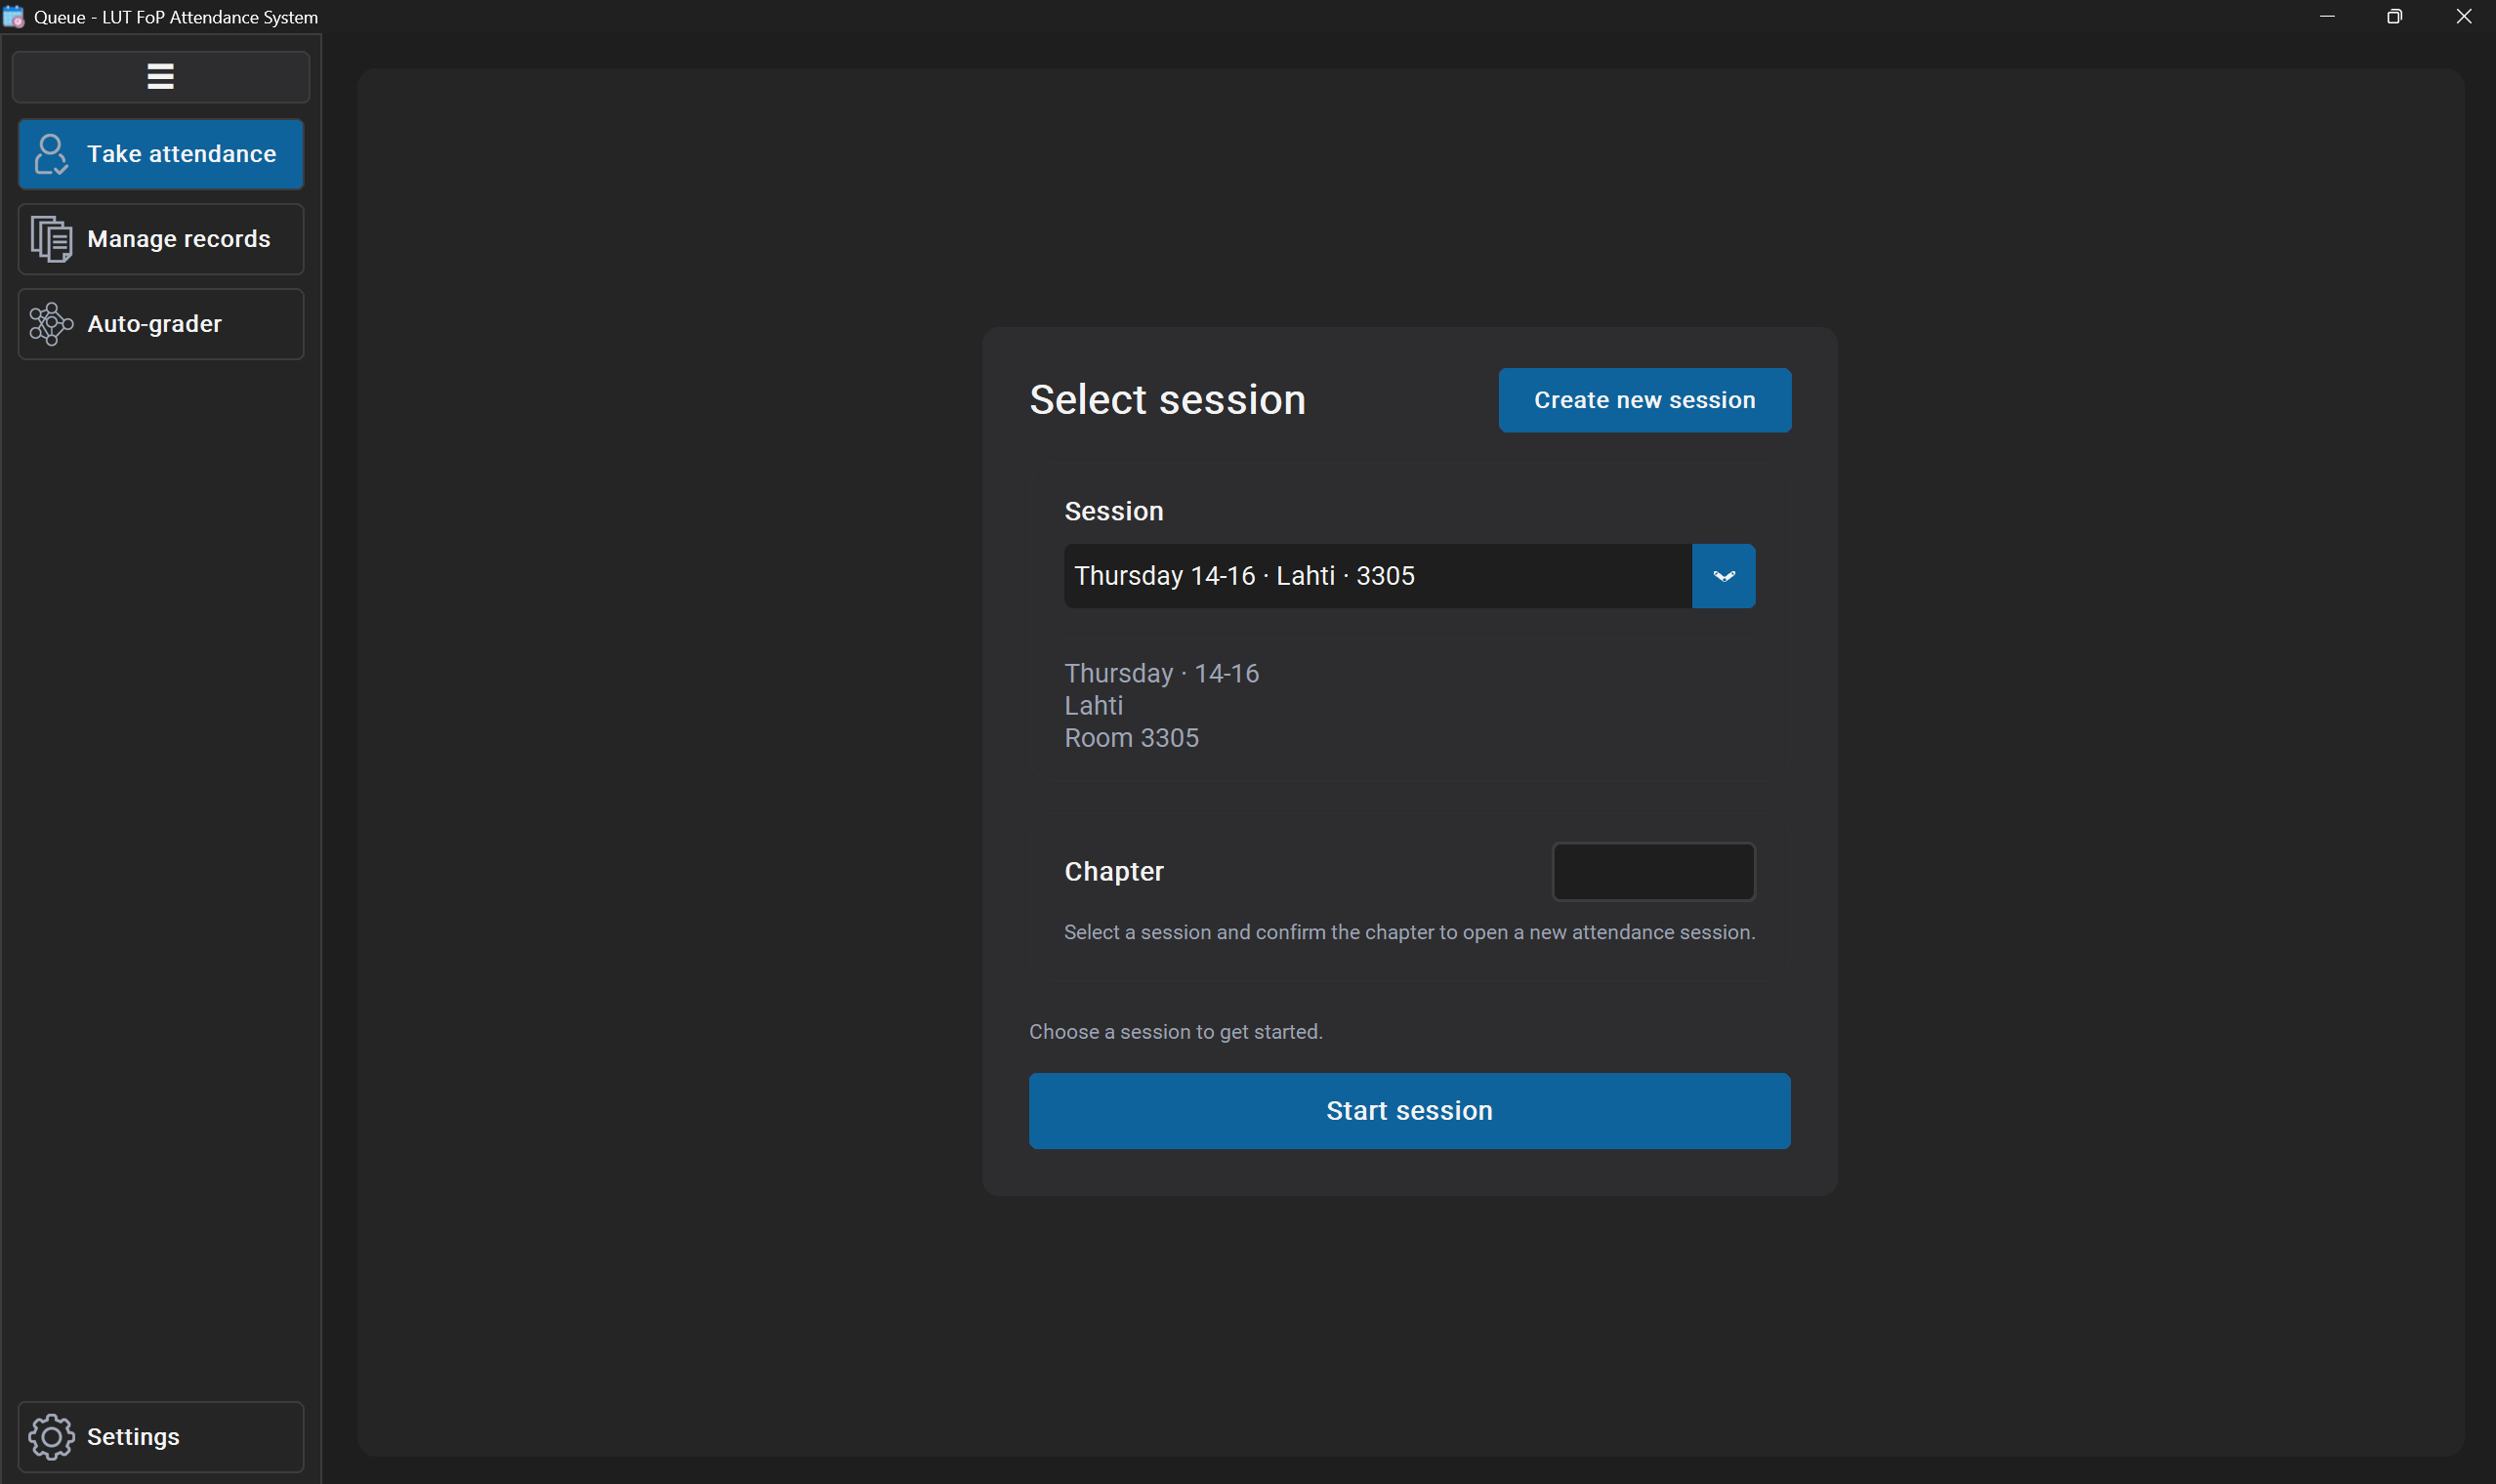 Queue - LUT FoP Attendance System
Take attendance
Manage records
Auto-grader
Select session
Create new session
Session
Thursday 14-16 · Lahti · 3305
Thursday · 14-16
Lahti
Room 3305
Chapter
Select a session and confirm the chapter to open a new attendance session.
Choose a session to get started.
Start session
Settings